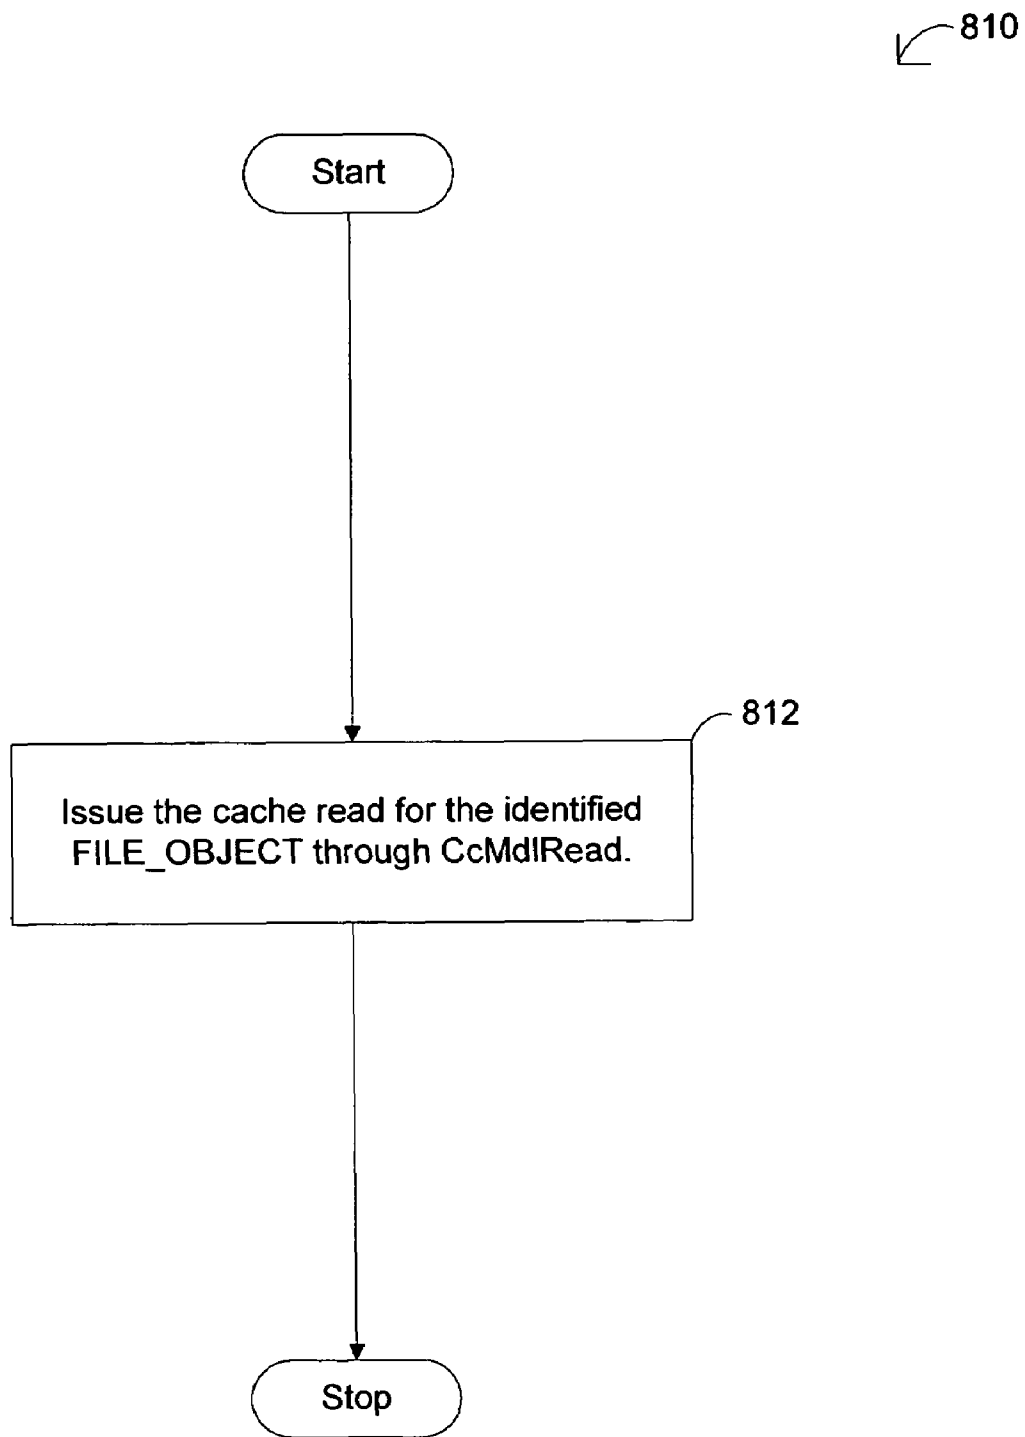 810
Start
812
Issue the cache read for the identified
FILE_OBJECT through CcMdlRead.
Stop